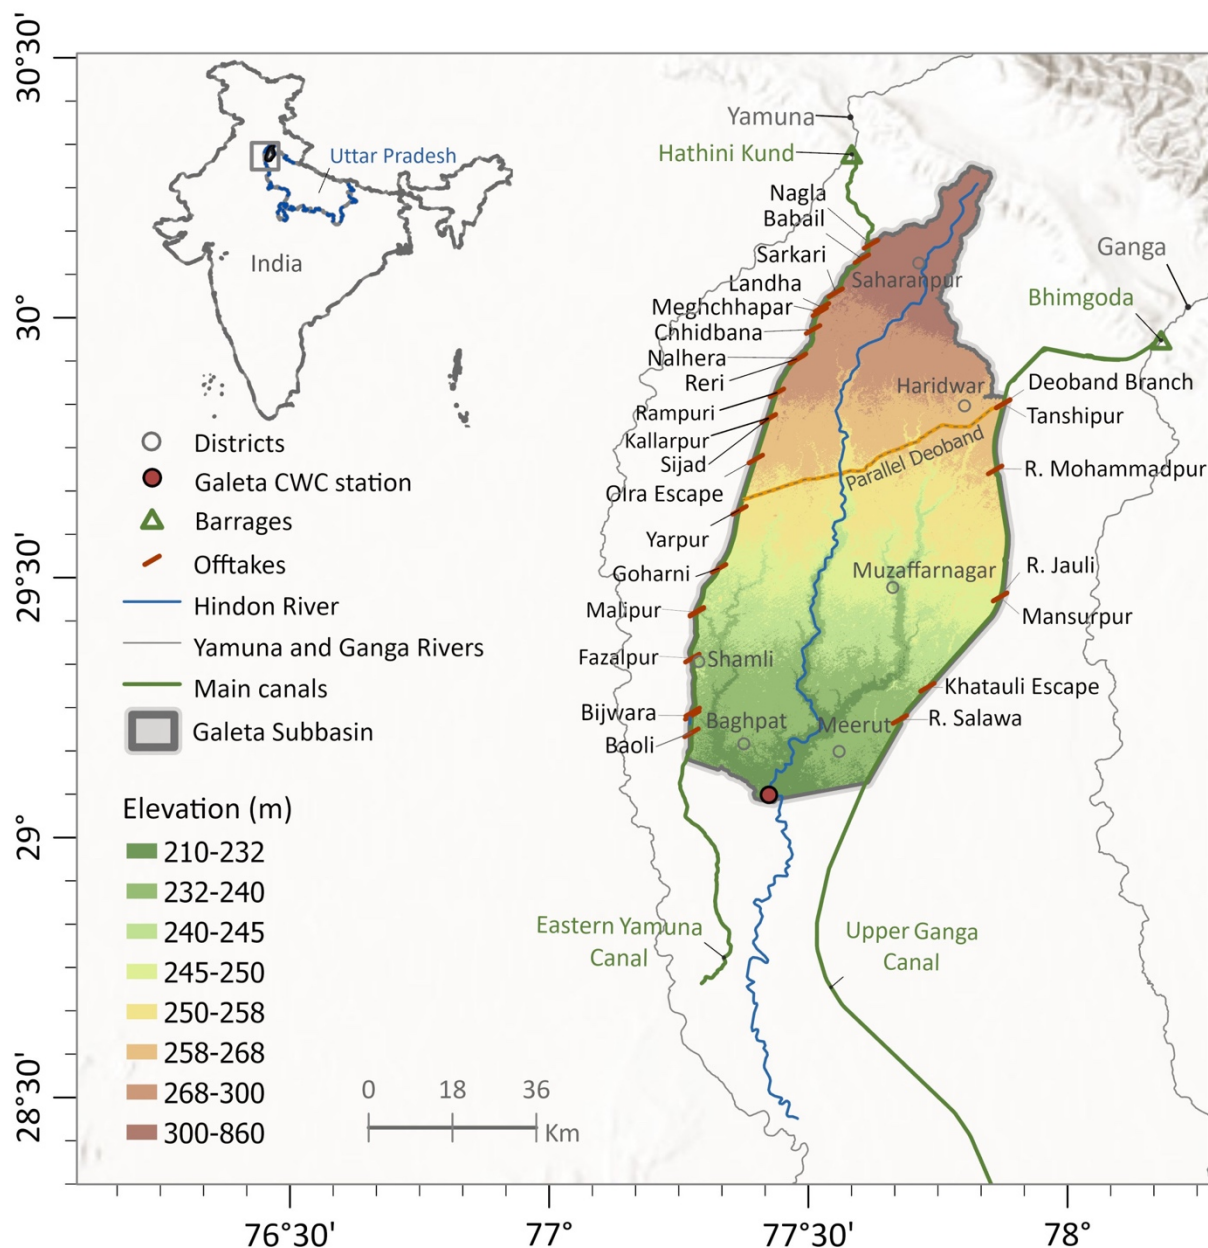 30°30'
30°
29°30'
29°
28°30'
76°30'
77°
77°30'
78°
Uttar Pradesh
India
Districts
Galeta CWC station
Barrages
Offtakes
Hindon River
Yamuna and Ganga Rivers
Main canals
Galeta Subbasin
Elevation (m)
210-232
232-240
240-245
245-250
250-258
258-268
268-300
300-860
0 18 36
Km
Yamuna
Hathini Kund
Nagla
Babail
Sarkari
Landha
Meghchhapar
Chhidbana
Nalhera
Reri
Rampuri
Kallarpur
Sijad
Olra Escape
Yarpur
Goharni
Malipur
Fazalpur
Bijwara
Baoli
Saharanpur
Haridwar
Parallel Deoband
Muzaffarnagar
Shamli
Baghpat
Meerut
Ganga
Bhimgoda
Deoband Branch
Tanshipur
R. Mohammadpur
R. Jauli
Mansurpur
Khatauli Escape
R. Salawa
Eastern Yamuna
Canal
Upper Ganga
Canal